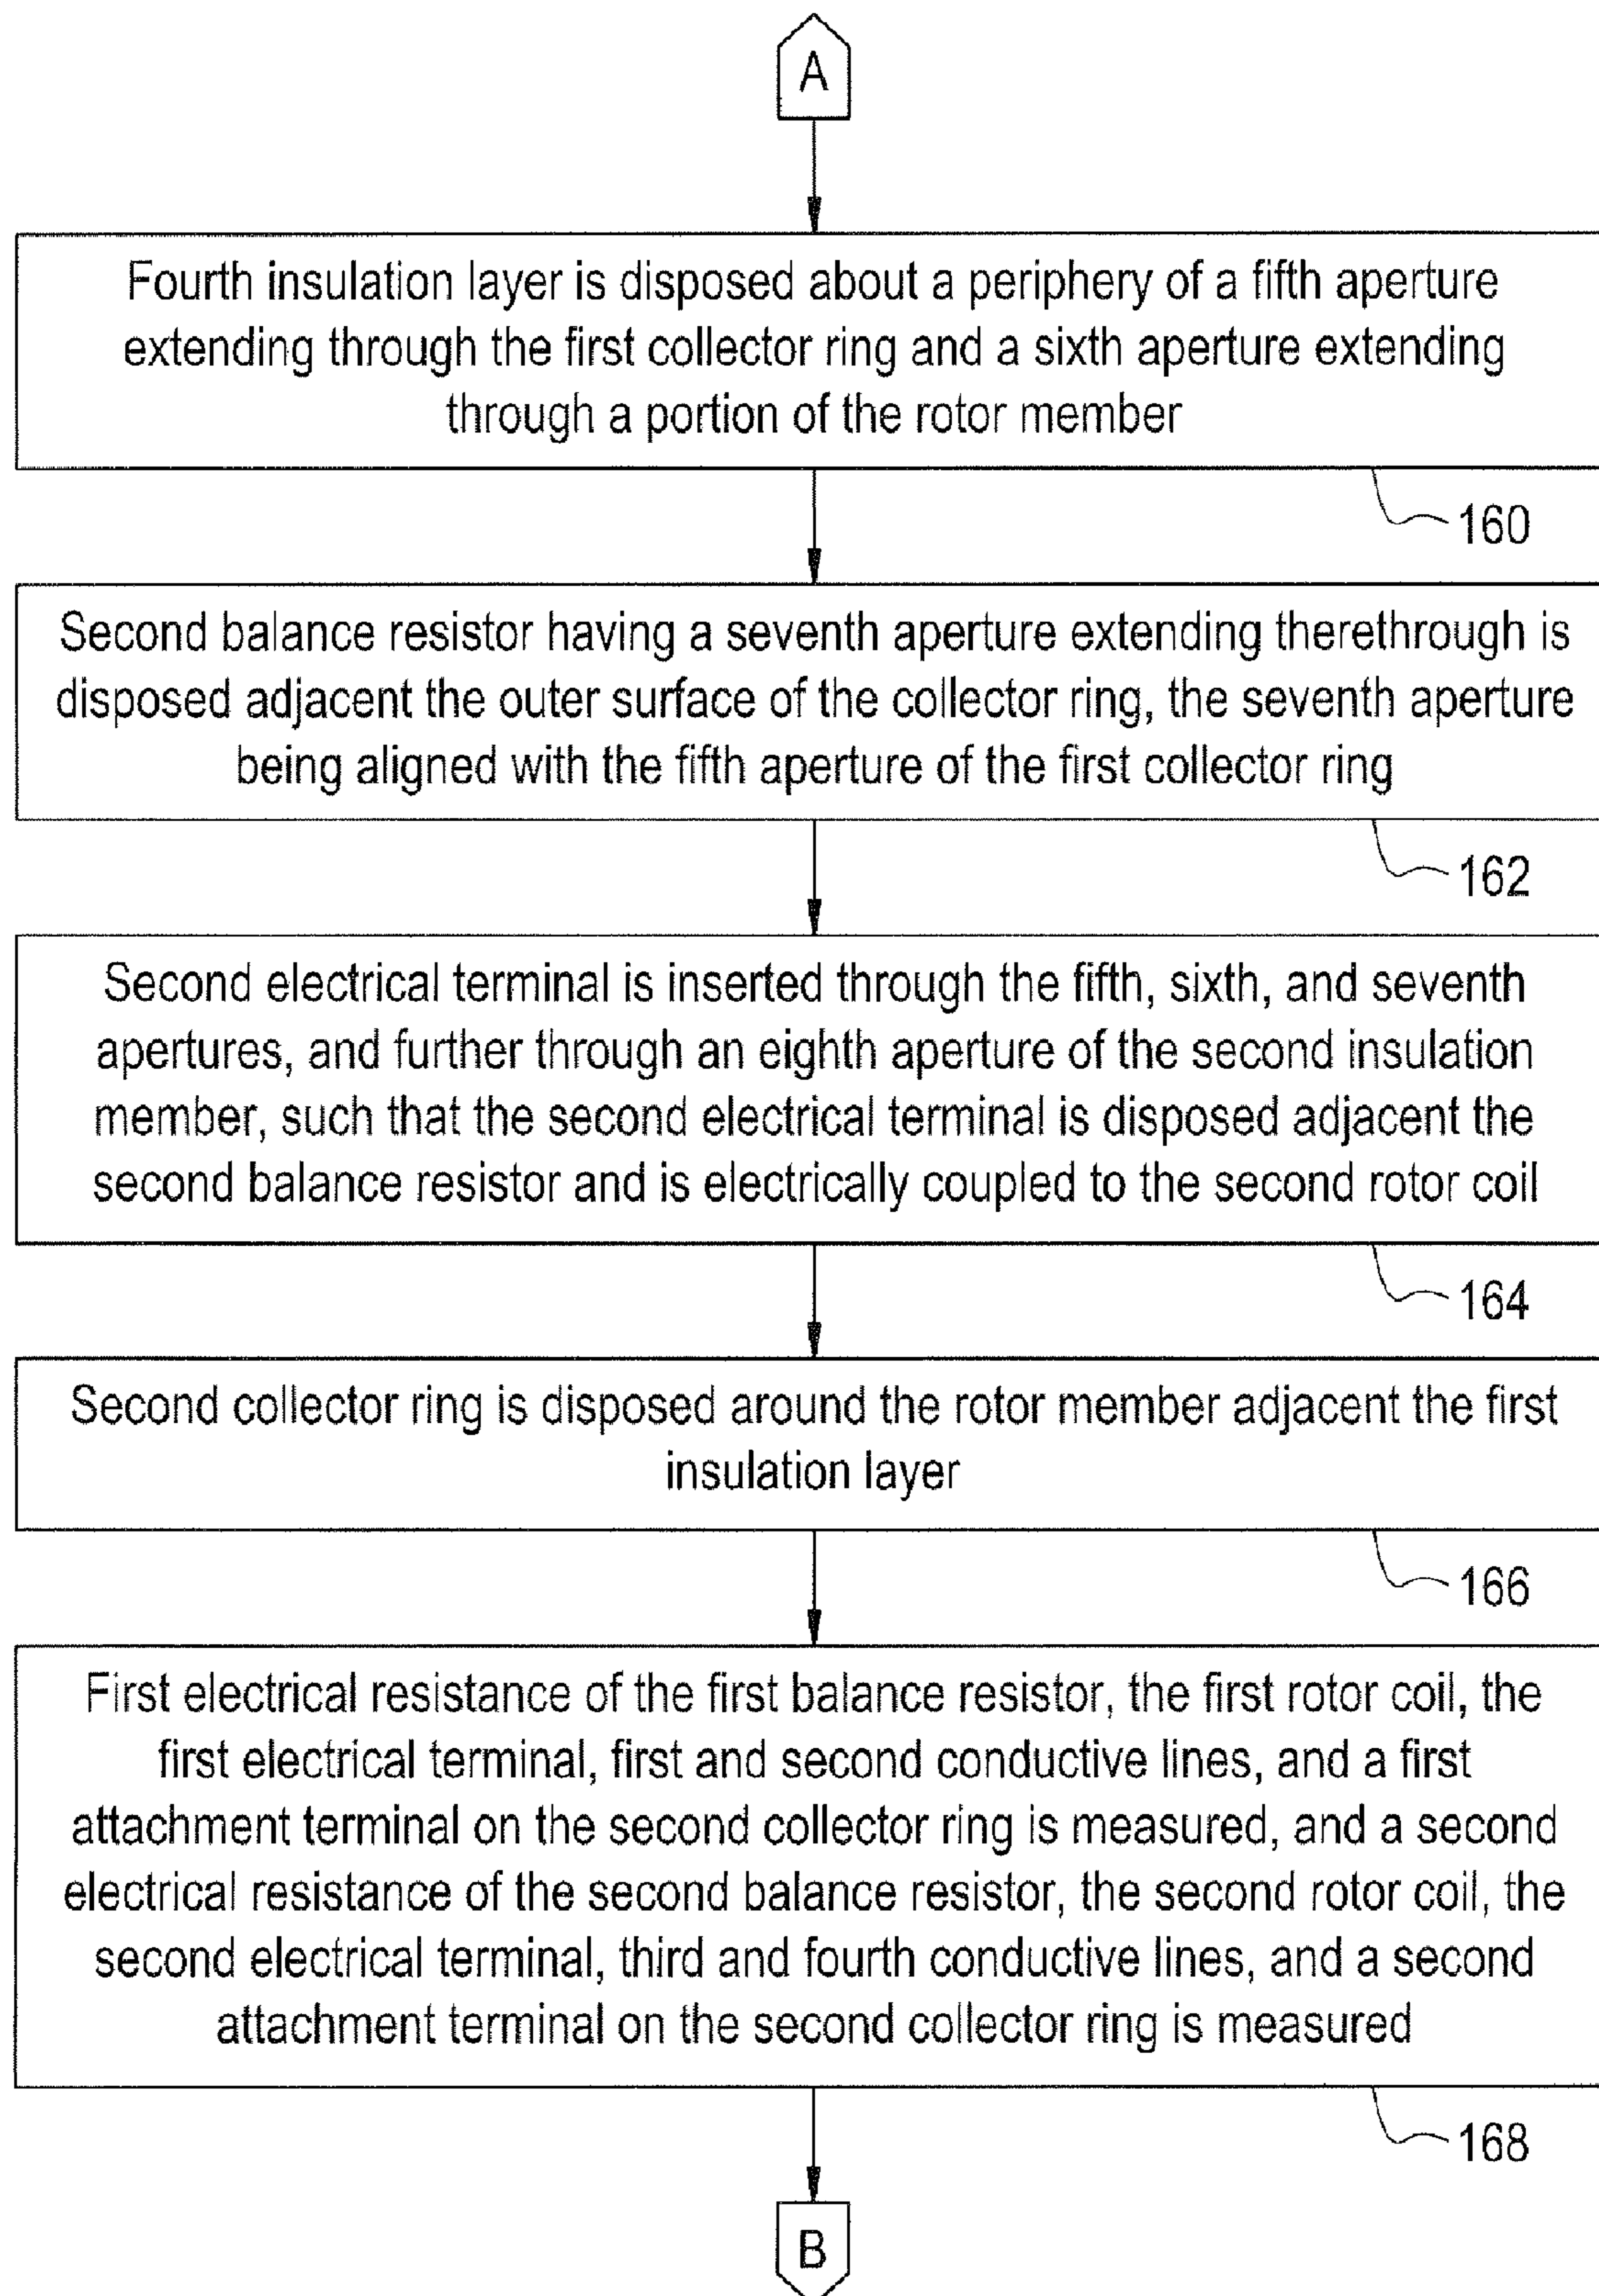 A
Fourth insulation layer is disposed about a periphery of a fifth aperture
extending through the first collector ring and a sixth aperture extending
through a portion of the rotor member
160
Second balance resistor having a seventh aperture extending therethrough is
disposed adjacent the outer surface of the collector ring, the seventh aperture
being aligned with the fifth aperture of the first collector ring
162
Second electrical terminal is inserted through the fifth, sixth, and seventh
apertures, and further through an eighth aperture of the second insulation
member, such that the second electrical terminal is disposed adjacent the
second balance resistor and is electrically coupled to the second rotor coil
164
Second collector ring is disposed around the rotor member adjacent the first
insulation layer
166
First electrical resistance of the first balance resistor, the first rotor coil, the
first electrical terminal, first and second conductive lines, and a first
attachment terminal on the second collector ring is measured, and a second
electrical resistance of the second balance resistor, the second rotor coil, the
second electrical terminal, third and fourth conductive lines, and a second
attachment terminal on the second collector ring is measured
168
B